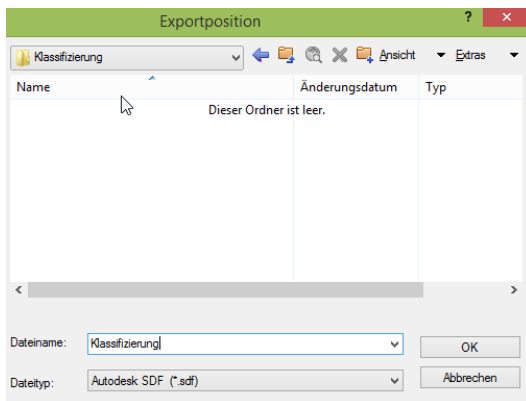 Exportposition
? ×
Klassifizierung
Ansicht Extras
Name Änderungsdatum Typ
Dieser Ordner ist leer.
Dateiname: Klassifizierung OK
Dateityp: Autodesk SDF (*.sdf) Abbrechen